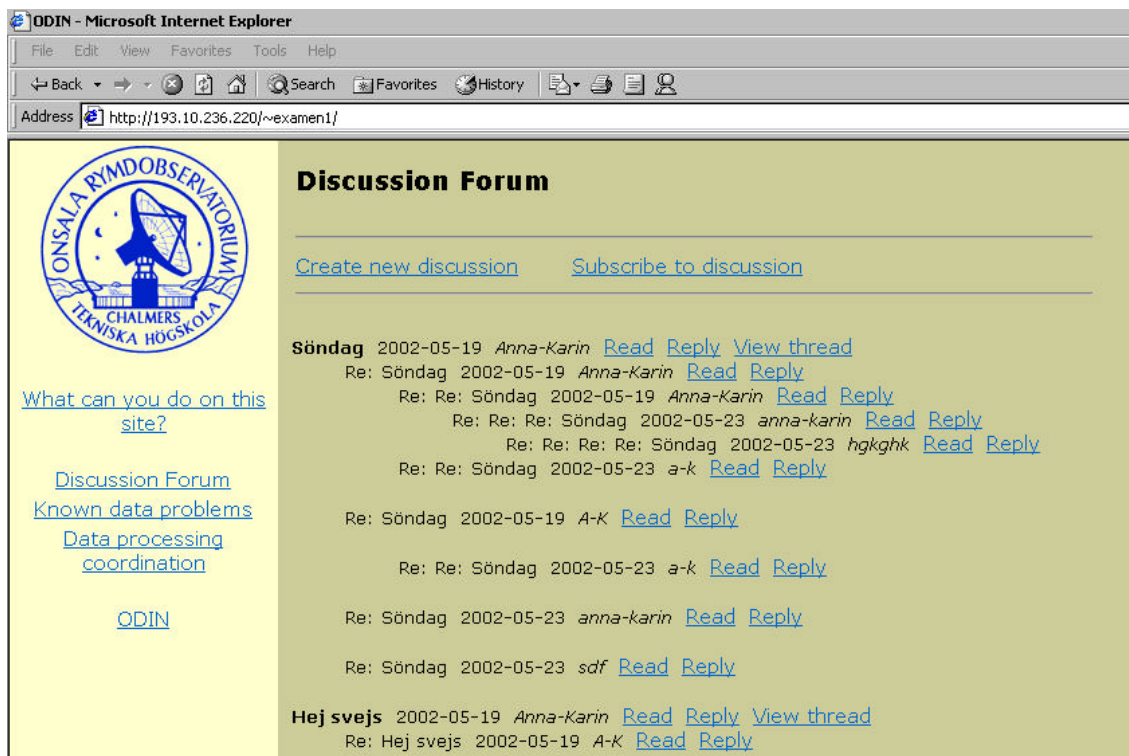 ODIN - Microsoft Internet Explorer
File Edit View Favorites Tools Help
Back Search Favorites History
Address http://193.10.236.220/~examen1/
ONSALA RYMDOBSERVATORIUM
CHALMERS
TEKNISKA HÖGSKOLA
What can you do on this
site?
Discussion Forum
Known data problems
Data processing
coordination
ODIN
Discussion Forum
Create new discussion Subscribe to discussion
Söndag 2002-05-19 Anna-Karin Read Reply View thread
Re: Söndag 2002-05-19 Anna-Karin Read Reply
Re: Re: Söndag 2002-05-19 Anna-Karin Read Reply
Re: Re: Re: Söndag 2002-05-23 anna-karin Read Reply
Re: Re: Re: Re: Söndag 2002-05-23 hgkghk Read Reply
Re: Re: Söndag 2002-05-23 a-k Read Reply
Re: Söndag 2002-05-19 A-K Read Reply
Re: Re: Söndag 2002-05-23 a-k Read Reply
Re: Söndag 2002-05-23 anna-karin Read Reply
Re: Söndag 2002-05-23 sdf Read Reply
Hej svejs 2002-05-19 Anna-Karin Read Reply View thread
Re: Hej svejs 2002-05-19 A-K Read Reply